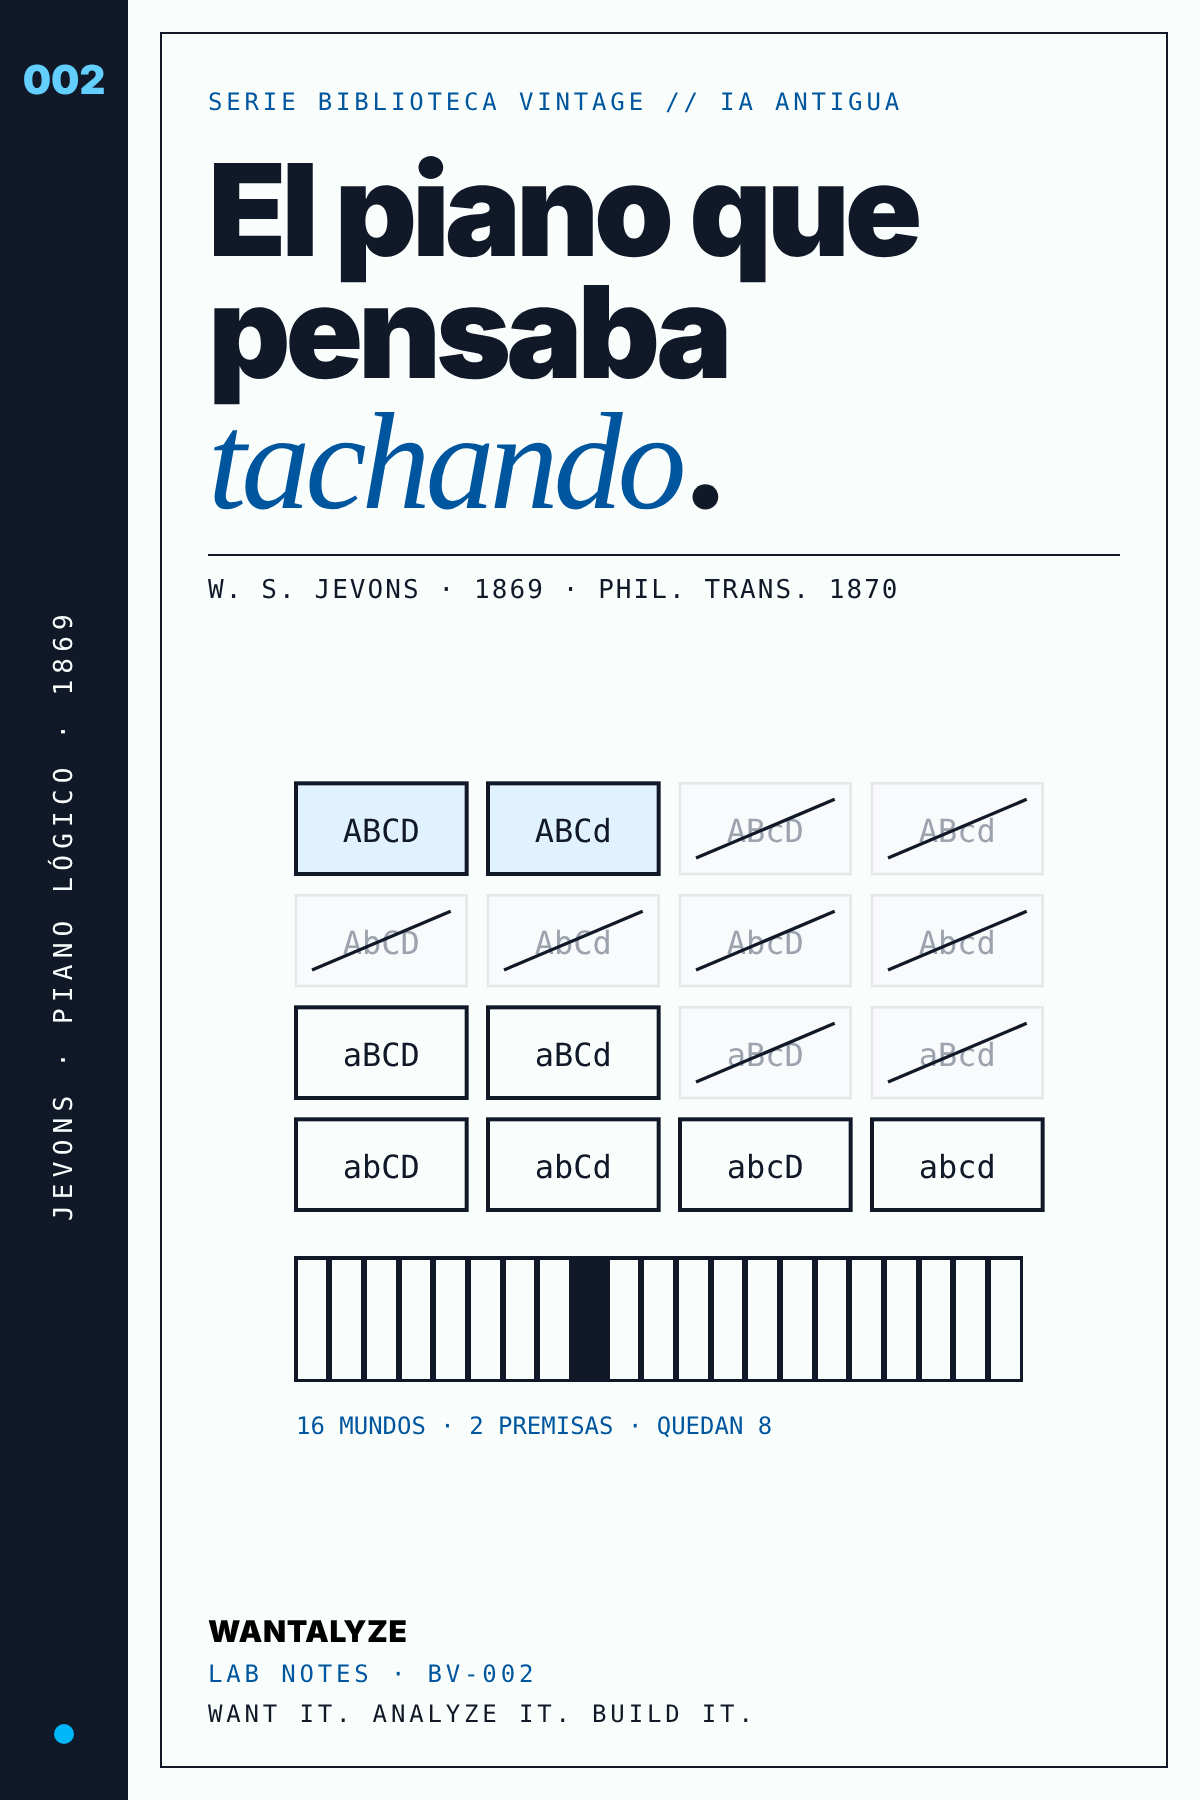 002
JEVONS · PIANO LÓGICO · 1869
SERIE BIBLIOTECA VINTAGE // IA ANTIGUA
El piano que
pensaba
tachando.
W. S. JEVONS · 1869 · PHIL. TRANS. 1870
ABCD ABCd ABcD ABcd
AbCD AbCd AbcD Abcd
aBCD aBCd aBcD aBcd
abCD abCd abcD abcd
16 MUNDOS · 2 PREMISAS · QUEDAN 8
WANTALYZE
LAB NOTES · BV-002
WANT IT. ANALYZE IT. BUILD IT.